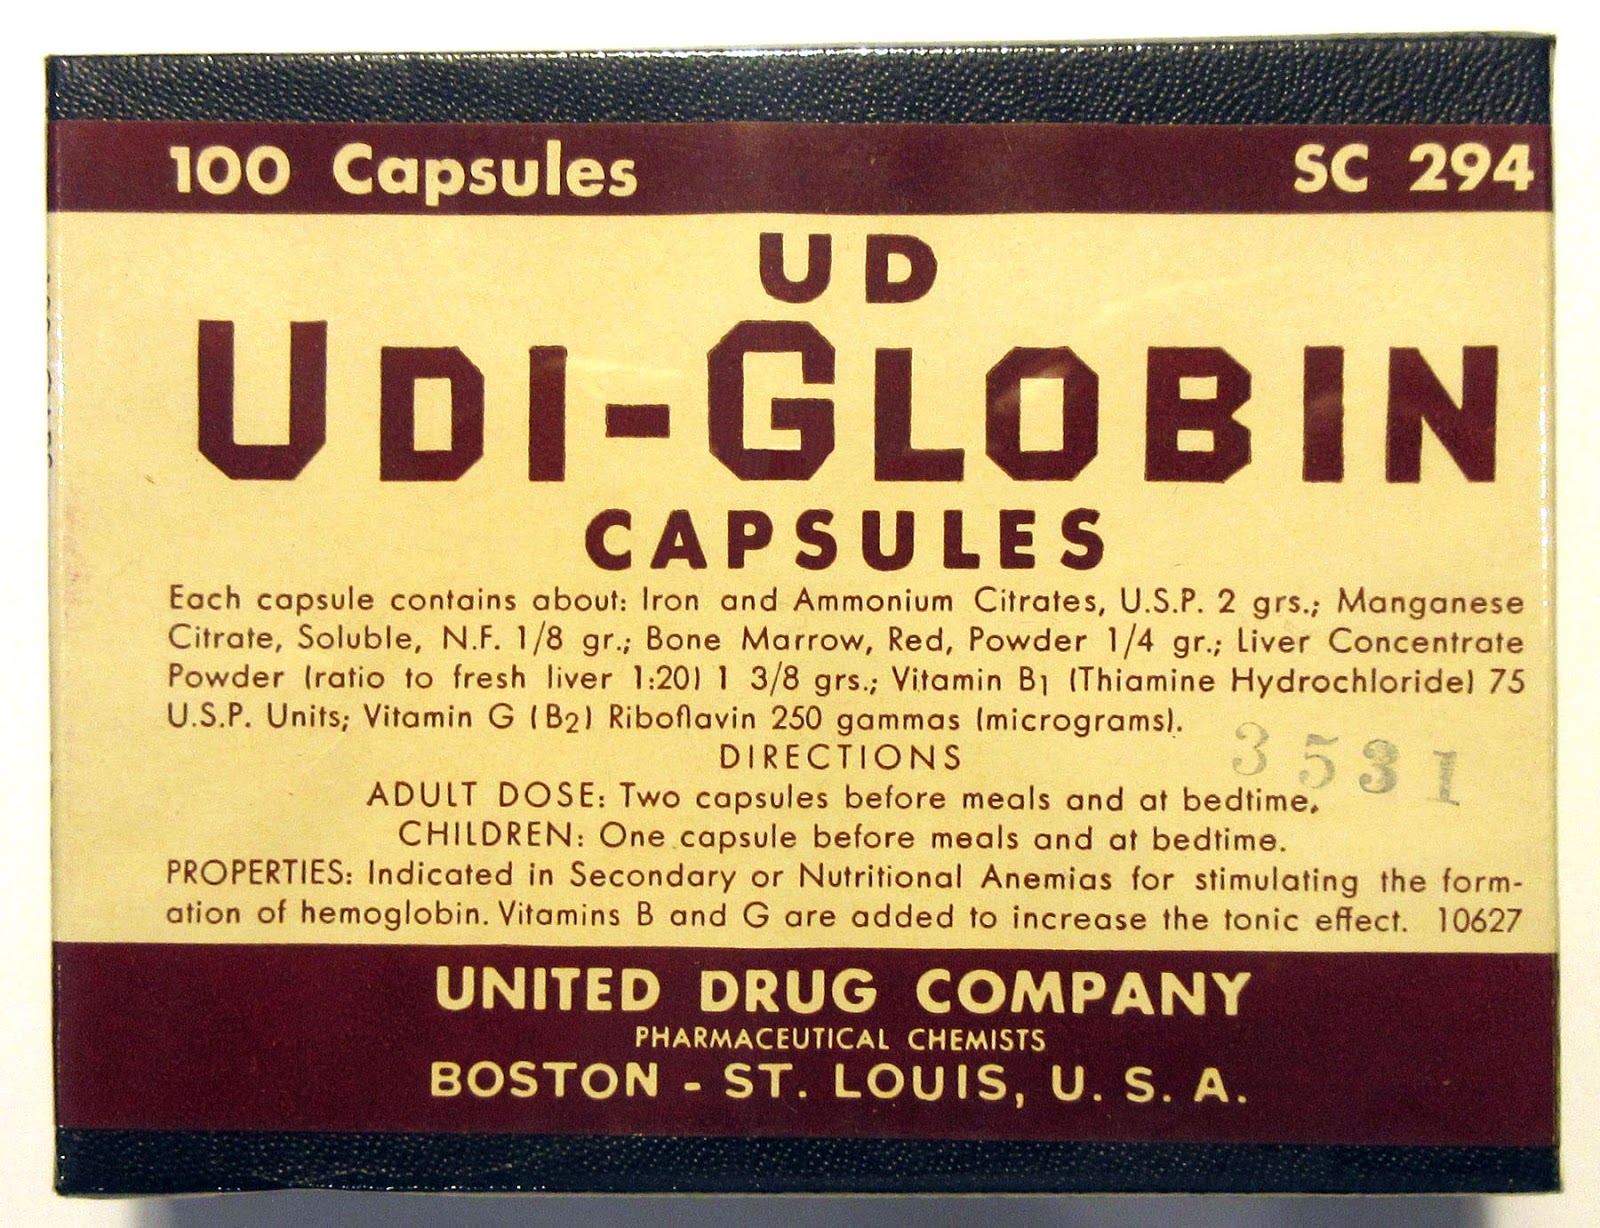 100 Capsules SC 294
UD
UDI-GLOBIN
CAPSULES
Each capsule contains about: Iron and Ammonium Citrates, U.S.P. 2 grs.; Manganese
Citrate, Soluble, N.F. 1/8 gr.; Bone Marrow, Red, Powder 1/4 gr.; Liver Concentrate
Powder (ratio to fresh liver 1:20) 1 3/8 grs.; Vitamin B1 (Thiamine Hydrochloride) 75
U.S.P. Units; Vitamin G (B2) Riboflavin 250 gammas (micrograms).
3531
DIRECTIONS
ADULT DOSE: Two capsules before meals and at bedtime.
CHILDREN: One capsule before meals and at bedtime.
PROPERTIES: Indicated in Secondary or Nutritional Anemias for stimulating the form-
ation of hemoglobin. Vitamins B and G are added to increase the tonic effect. 10627
UNITED DRUG COMPANY
PHARMACEUTICAL CHEMISTS
BOSTON - ST. LOUIS, U. S. A.